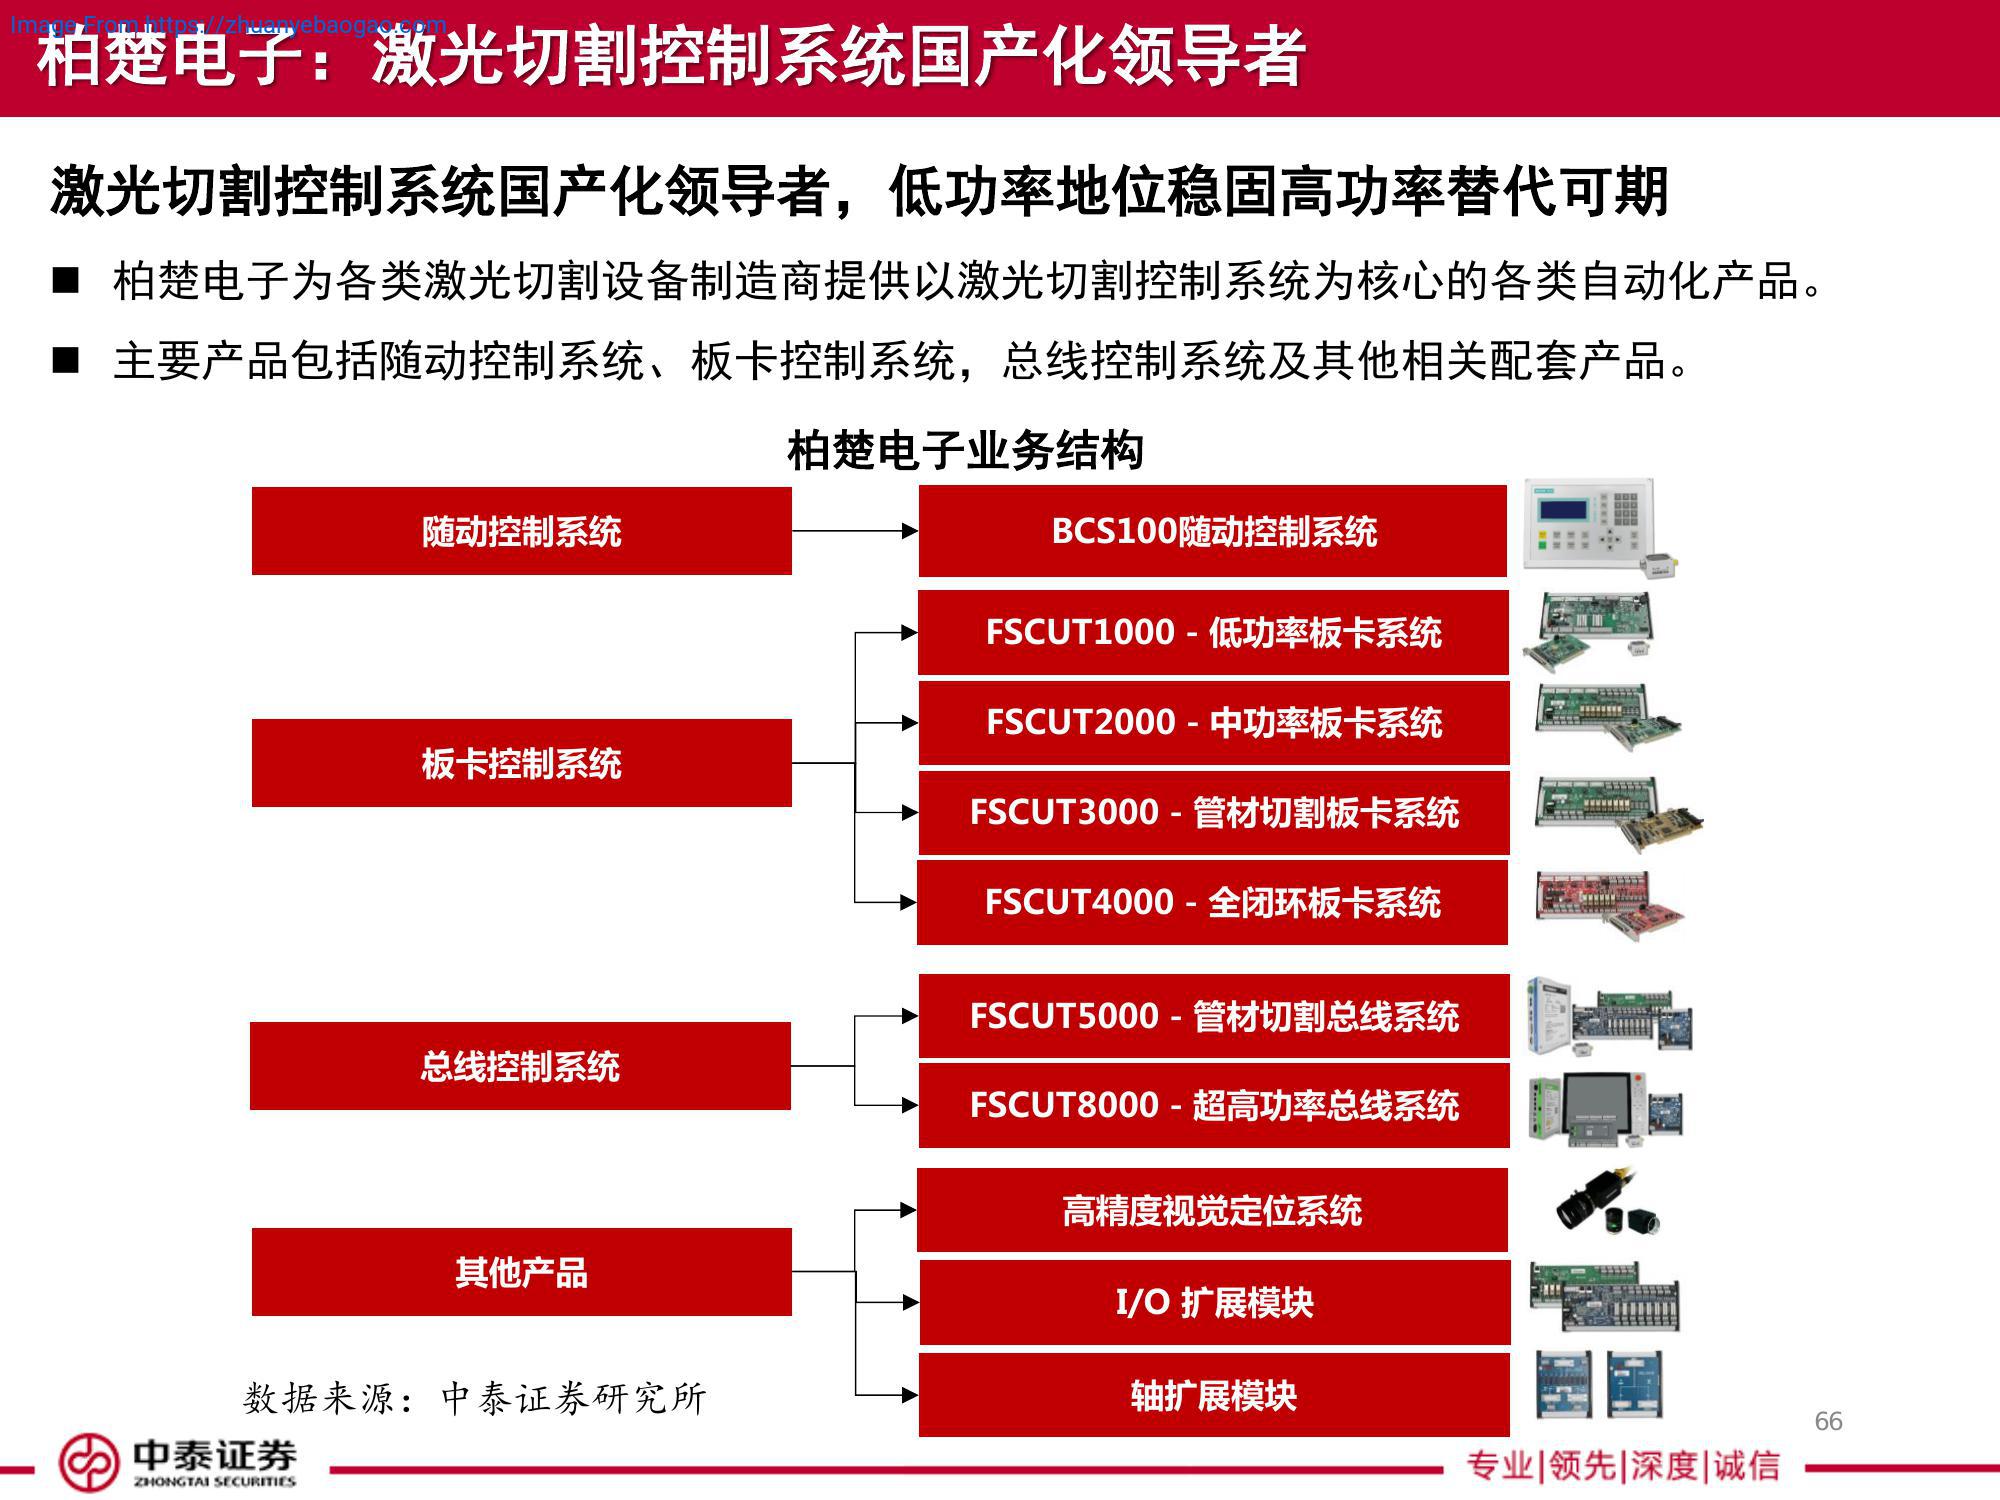 Image From https://zhuanyebaogao.com
柏楚电子：激光切割控制系统国产化领导者
激光切割控制系统国产化领导者，低功率地位稳固高功率替代可期
■ 柏楚电子为各类激光切割设备制造商提供以激光切割控制系统为核心的各类自动化产品。
■ 主要产品包括随动控制系统、板卡控制系统，总线控制系统及其他相关配套产品。
柏楚电子业务结构
随动控制系统
BCS100随动控制系统
板卡控制系统
FSCUT1000 - 低功率板卡系统
FSCUT2000 - 中功率板卡系统
FSCUT3000 - 管材切割板卡系统
FSCUT4000 - 全闭环板卡系统
总线控制系统
FSCUT5000 - 管材切割总线系统
FSCUT8000 - 超高功率总线系统
其他产品
高精度视觉定位系统
I/O 扩展模块
轴扩展模块
数据来源：中泰证券研究所
66
中泰证券
ZHONGTAI SECURITIES
专业|领先|深度|诚信